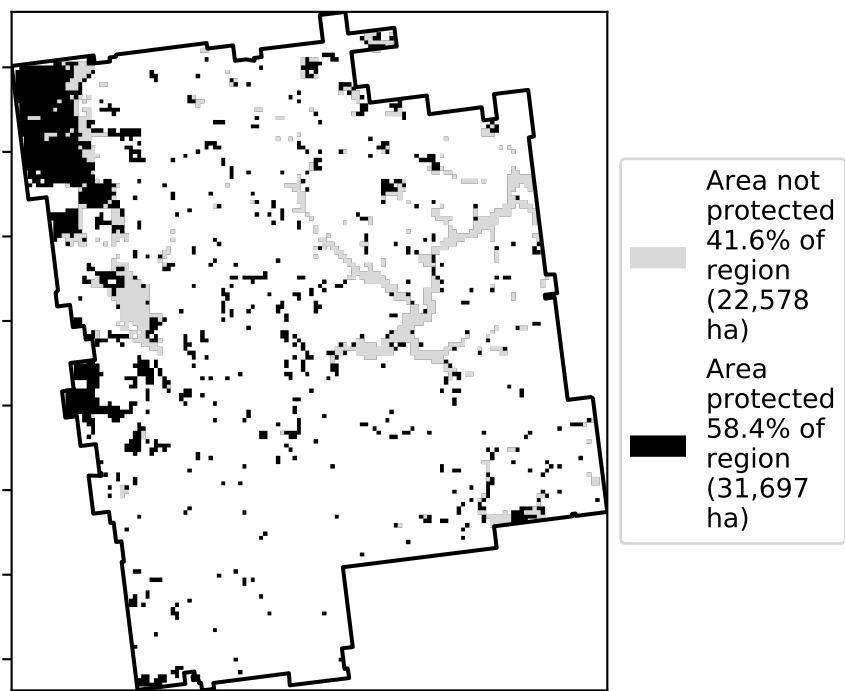 Area not
protected
41.6% of
region
(22,578
ha)
Area
protected
58.4% of
region
(31,697
ha)